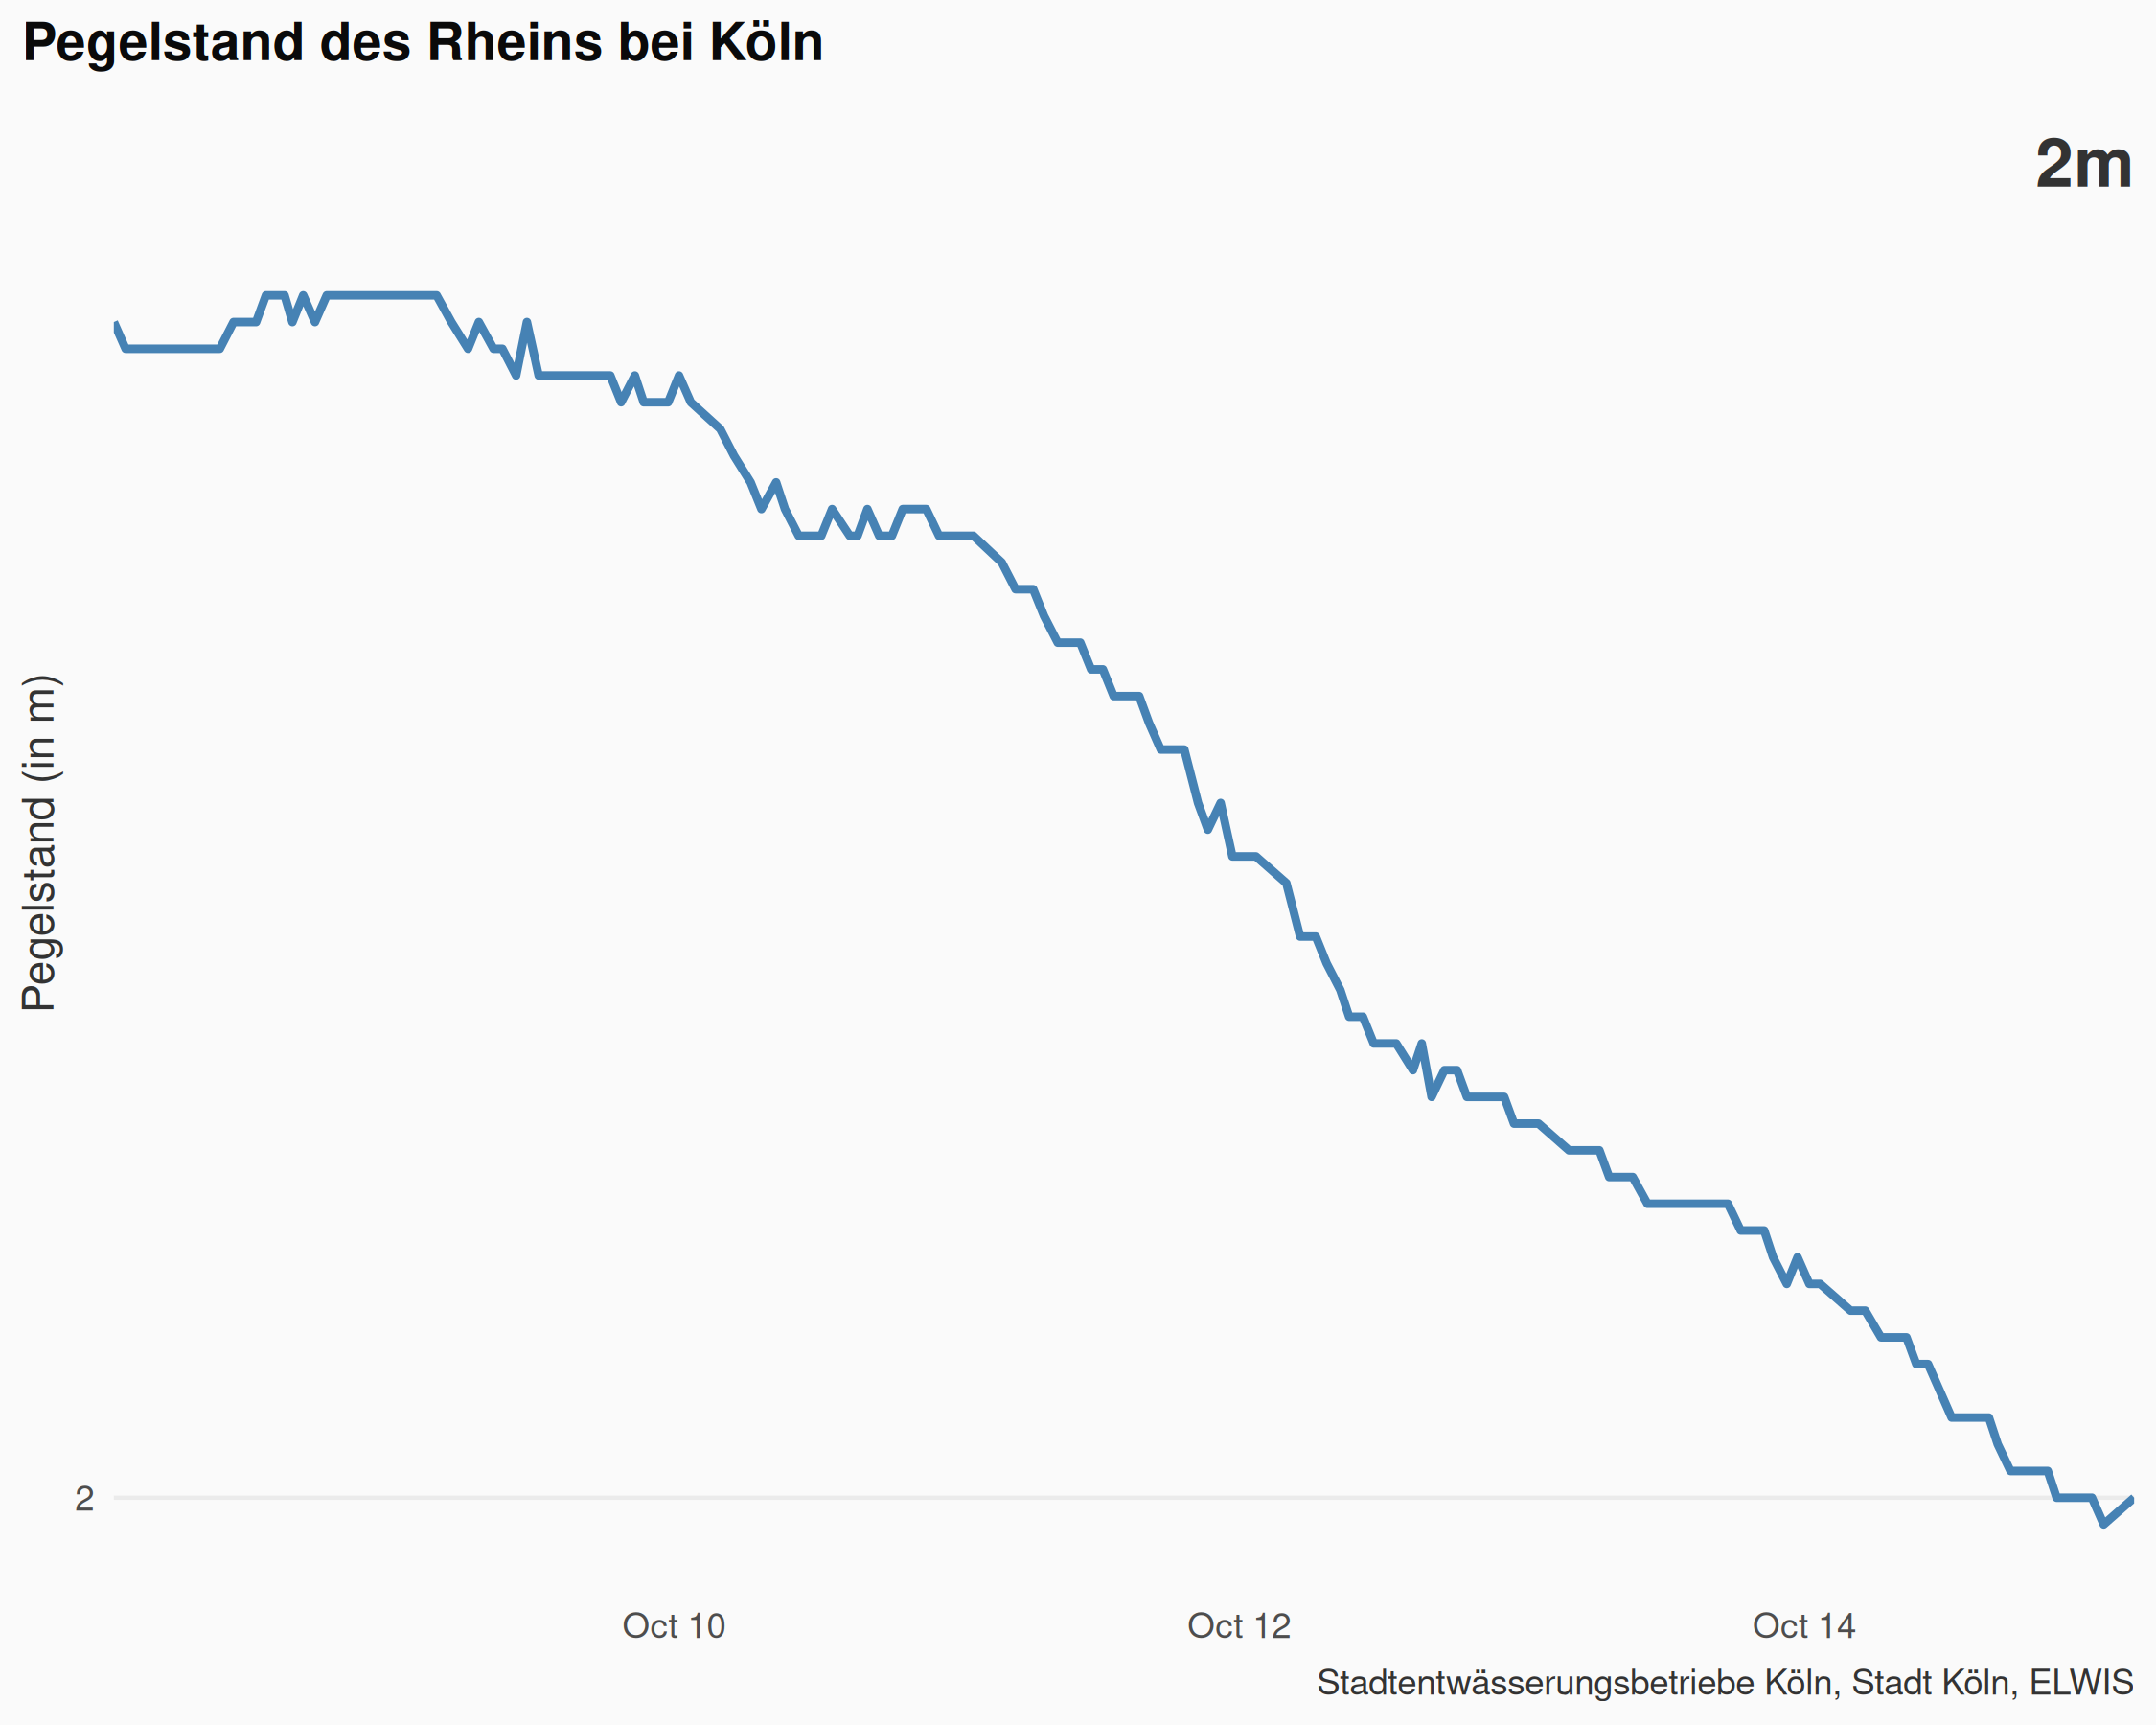 Pegelstand des Rheins bei Köln
2m
Pegelstand (in m)
2
Oct 10
Oct 12
Oct 14
Stadtentwässerungsbetriebe Köln, Stadt Köln, ELWIS